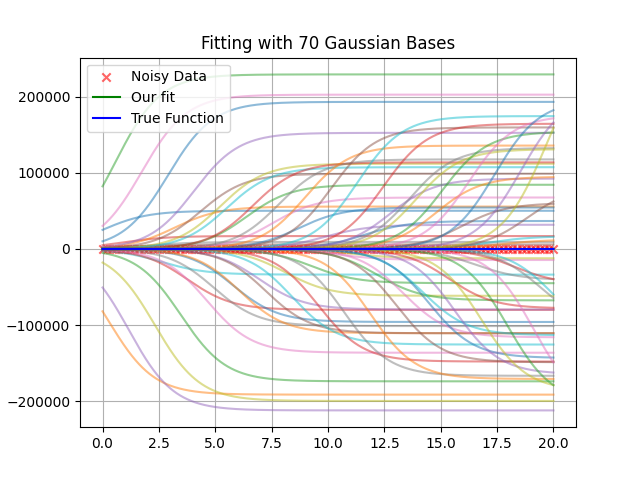 Fitting with 70 Gaussian Bases
Noisy Data
Our fit
True Function
200000
100000
0
−100000
−200000
0.0 2.5 5.0 7.5 10.0 12.5 15.0 17.5 20.0